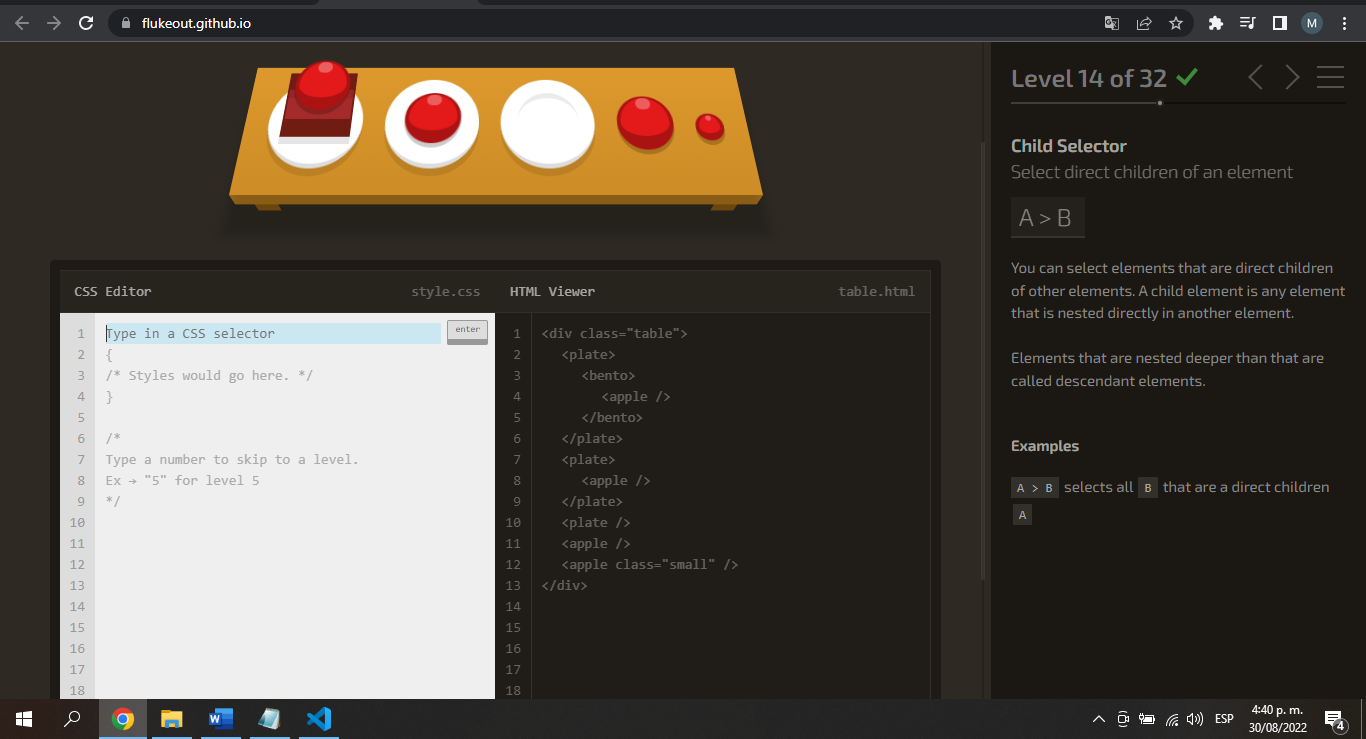 flukeout.github.io
M
Level 14 of 32
Child Selector
Select direct children of an element
A > B
You can select elements that are direct children
of other elements. A child element is any element
that is nested directly in another element.
Elements that are nested deeper than that are
called descendant elements.
Examples
A > B selects all B that are a direct children
A
CSS Editor style.css
1 Type in a CSS selector enter
2 {
3 /* Styles would go here. */
4 }
5
6 /*
7 Type a number to skip to a level.
8 Ex → "5" for level 5
9 */
10
11
12
13
14
15
16
17
18
HTML Viewer table.html
1 <div class="table">
2 <plate>
3 <bento>
4 <apple />
5 </bento>
6 </plate>
7 <plate>
8 <apple />
9 </plate>
10 <plate />
11 <apple />
12 <apple class="small" />
13 </div>
14
15
16
17
18
W
ESP
4:40 p. m.
30/08/2022
4